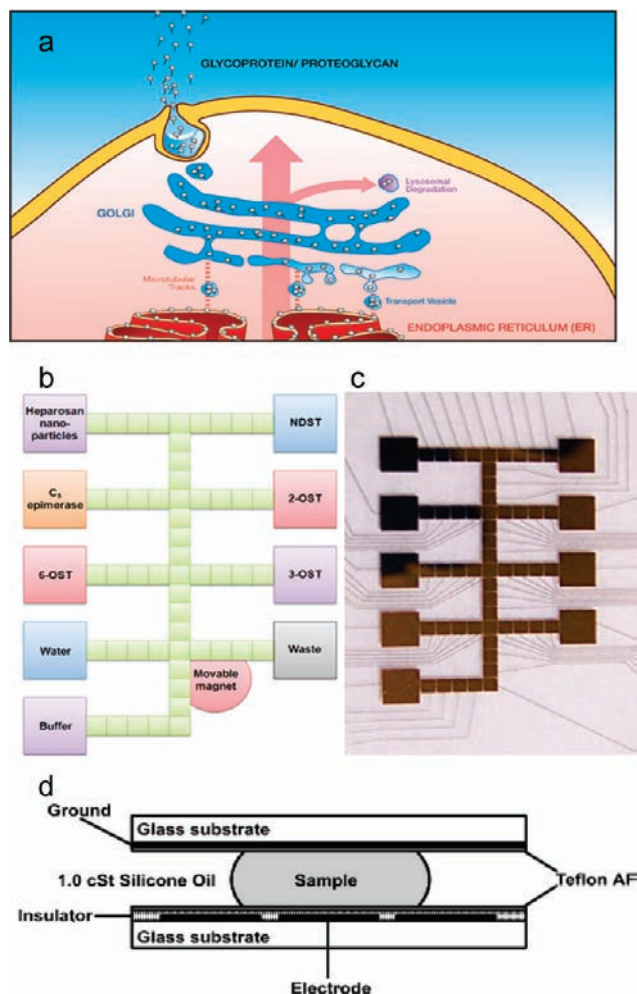 a
GLYCOPROTEIN/ PROTEOGLYCAN
Lysosomal
Degradation
GOLGI
Microtubular
Tracks
Transport Vesicle
ENDOPLASMIC RETICULUM (ER)
b
Heparosan
nano-
particles
NDST
C5
epimerase
2-OST
6-OST
3-OST
Water
Waste
Movable
magnet
Buffer
c
d
Ground
Glass substrate
1.0 cSt Silicone Oil
Sample
Teflon AF
Insulator
Glass substrate
Electrode